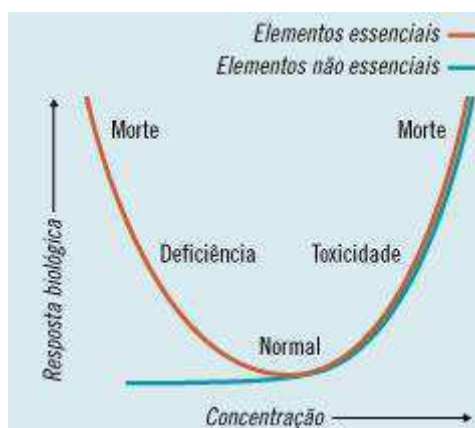 Elementos essenciais
Elementos não essenciais
Morte
Morte
Deficiência
Toxicidade
Normal
Resposta biológica
Concentração